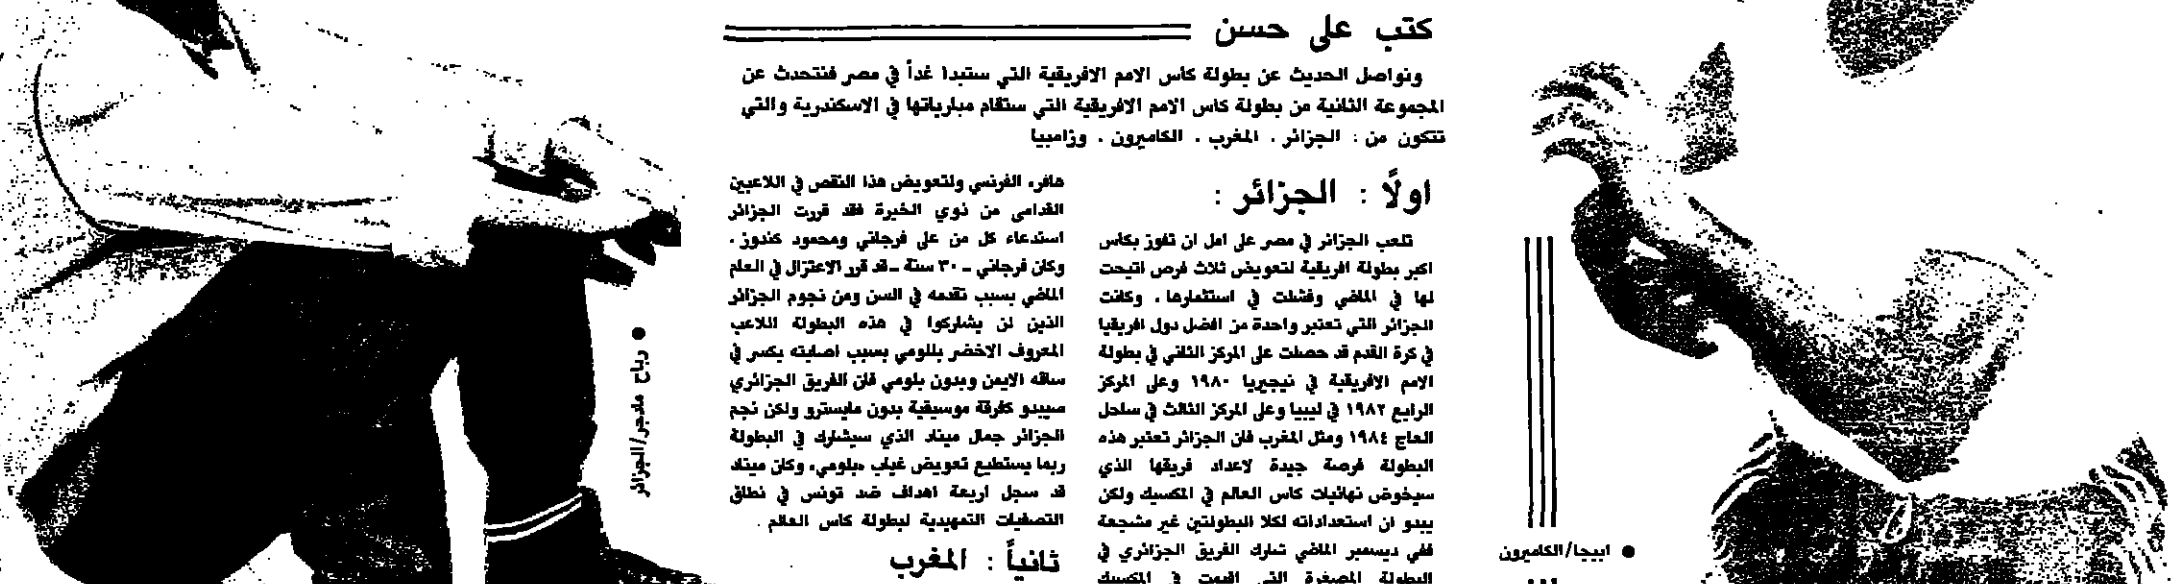 كتب على حسن
ونواصل الحديث عن بطولة كاس الامم الافريقية التي ستبدا غداً في مصر فنتحدث عن
المجموعة الثانية من بطولة كاس الامم الافريقية التي ستقام مبارياتها في الاسكندرية والتي
تتكون من : الجزائر . المغرب . الكاميرون . وزامبيا
اولاً : الجزائر :
تلعب الجزائر في مصر على امل ان تفوز بكاس
اكبر بطولة افريقية لتعويض ثلاث فرص اتيحت
لها في الماضي وفشلت في استثمارها . وكانت
الجزائر التي تعتبر واحدة من افضل دول افريقيا
في كرة القدم قد حصلت على المركز الثاني في بطولة
الامم الافريقية في نيجيريا ١٩٨٠ وعلى المركز
الرابع ١٩٨٢ في ليبيا وعلى المركز الثالث في ساحل
العاج ١٩٨٤ ومثل المغرب فان الجزائر تعتبر هذه
البطولة فرصة جيدة لاعداد فريقها الذي
سيخوض نهائيات كاس العالم في المكسيك ولكن
يبدو ان استعداداته لكلا البطولتين غير مشجعة
ففي ديسمبر الماضي شارك الفريق الجزائري في
البطولة المصغرة التي اقيمت في المكسيك
هافر، الفرنسي ولتعويض هذا النقص في اللاعبين
القدامى من ذوي الخبرة فقد قررت الجزائر
استدعاء كل من على فرجاني ومحمود كندوز .
وكان فرجاني - ٣٠ سنة - قد قرر الاعتزال في العام
الماضي بسبب تقدمه في السن ومن نجوم الجزائر
الذين لن يشاركوا في هذه البطولة اللاعب
المعروف الاخضر بللومي بسبب اصابته بكسر في
ساقه الايمن وبدون بلومي فان الفريق الجزائري
سيبدو كفرقة موسيقية بدون مايسترو ولكن نجم
الجزائر جمال ميناد الذي سيشارك في البطولة
ربما يستطيع تعويض غياب «بلومي» وكان ميناد
قد سجل اربعة اهداف ضد تونس في نطاق
التصفيات التمهيدية لبطولة كاس العالم .
ثانياً : المغرب
● رباح مادجر/الجزائر
● ابيجا/الكاميرون